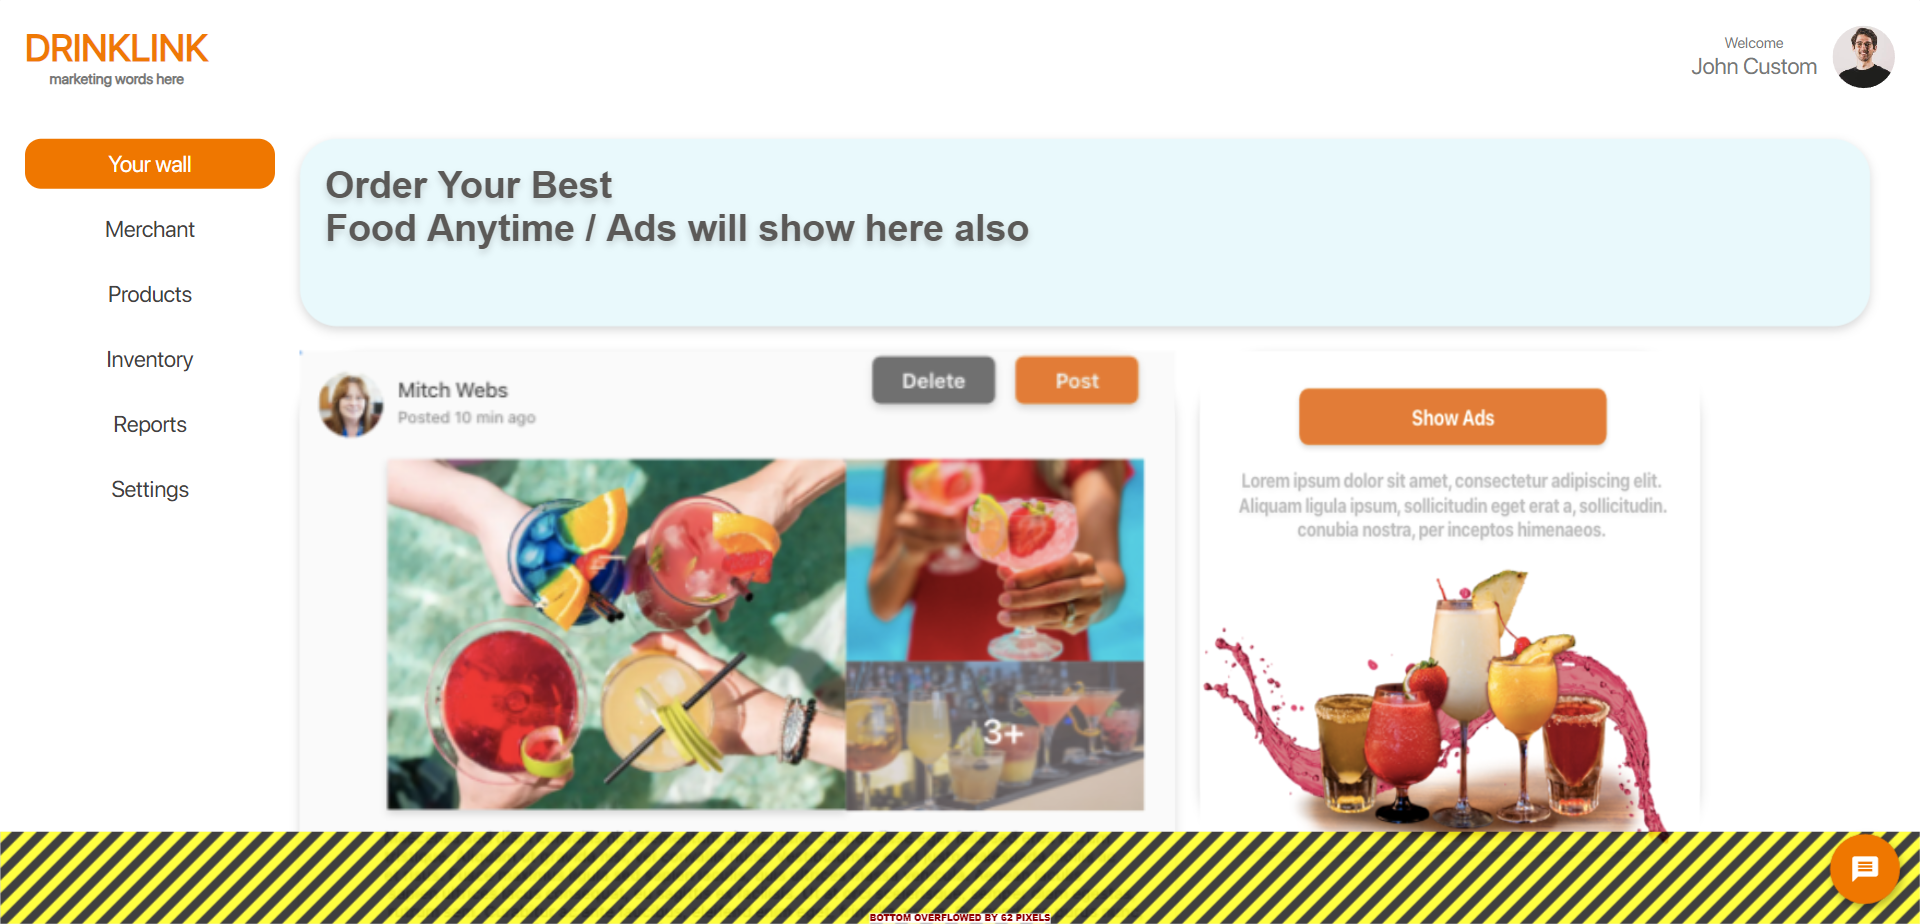 DRINKLINK
marketing words here
Welcome
John Custom
Your wall
Merchant
Products
Inventory
Reports
Settings
Order Your Best
Food Anytime / Ads will show here also
Mitch Webs
Posted 10 min ago
Delete
Post
3+
Show Ads
Lorem ipsum dolor sit amet, consectetur adipiscing elit.
Aliquam ligula ipsum, sollicitudin eget erat a, sollicitudin.
conubia nostra, per inceptos himenaeos.
BOTTOM OVERFLOWED BY 62 PIXELS